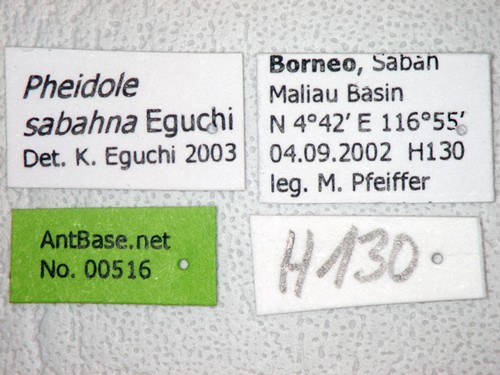 Pheidole
sabahna Eguchi
Det. K. Eguchi 2003
Borneo, Sabah
Maliau Basin
N 4°42' E 116°55'
04.09.2002 H130
leg. M. Pfeiffer
AntBase.net
No. 00516
H130